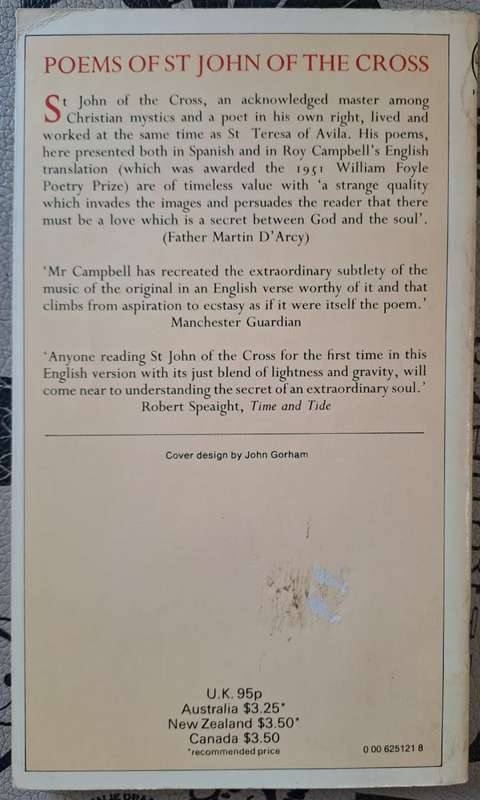 POEMS OF ST JOHN OF THE CROSS
St John of the Cross, an acknowledged master among
Christian mystics and a poet in his own right, lived and
worked at the same time as St Teresa of Avila. His poems,
here presented both in Spanish and in Roy Campbell's English
translation (which was awarded the 1951 William Foyle
Poetry Prize) are of timeless value with 'a strange quality
which invades the images and persuades the reader that there
must be a love which is a secret between God and the soul'.
(Father Martin D'Arcy)
'Mr Campbell has recreated the extraordinary subtlety of the
music of the original in an English verse worthy of it and that
climbs from aspiration to ecstasy as if it were itself the poem.'
Manchester Guardian
'Anyone reading St John of the Cross for the first time in this
English version with its just blend of lightness and gravity, will
come near to understanding the secret of an extraordinary soul.'
Robert Speaight, Time and Tide
Cover design by John Gorham
U.K. 95p
Australia $3.25*
New Zealand $3.50*
Canada $3.50
*recommended price
0 00 625121 8